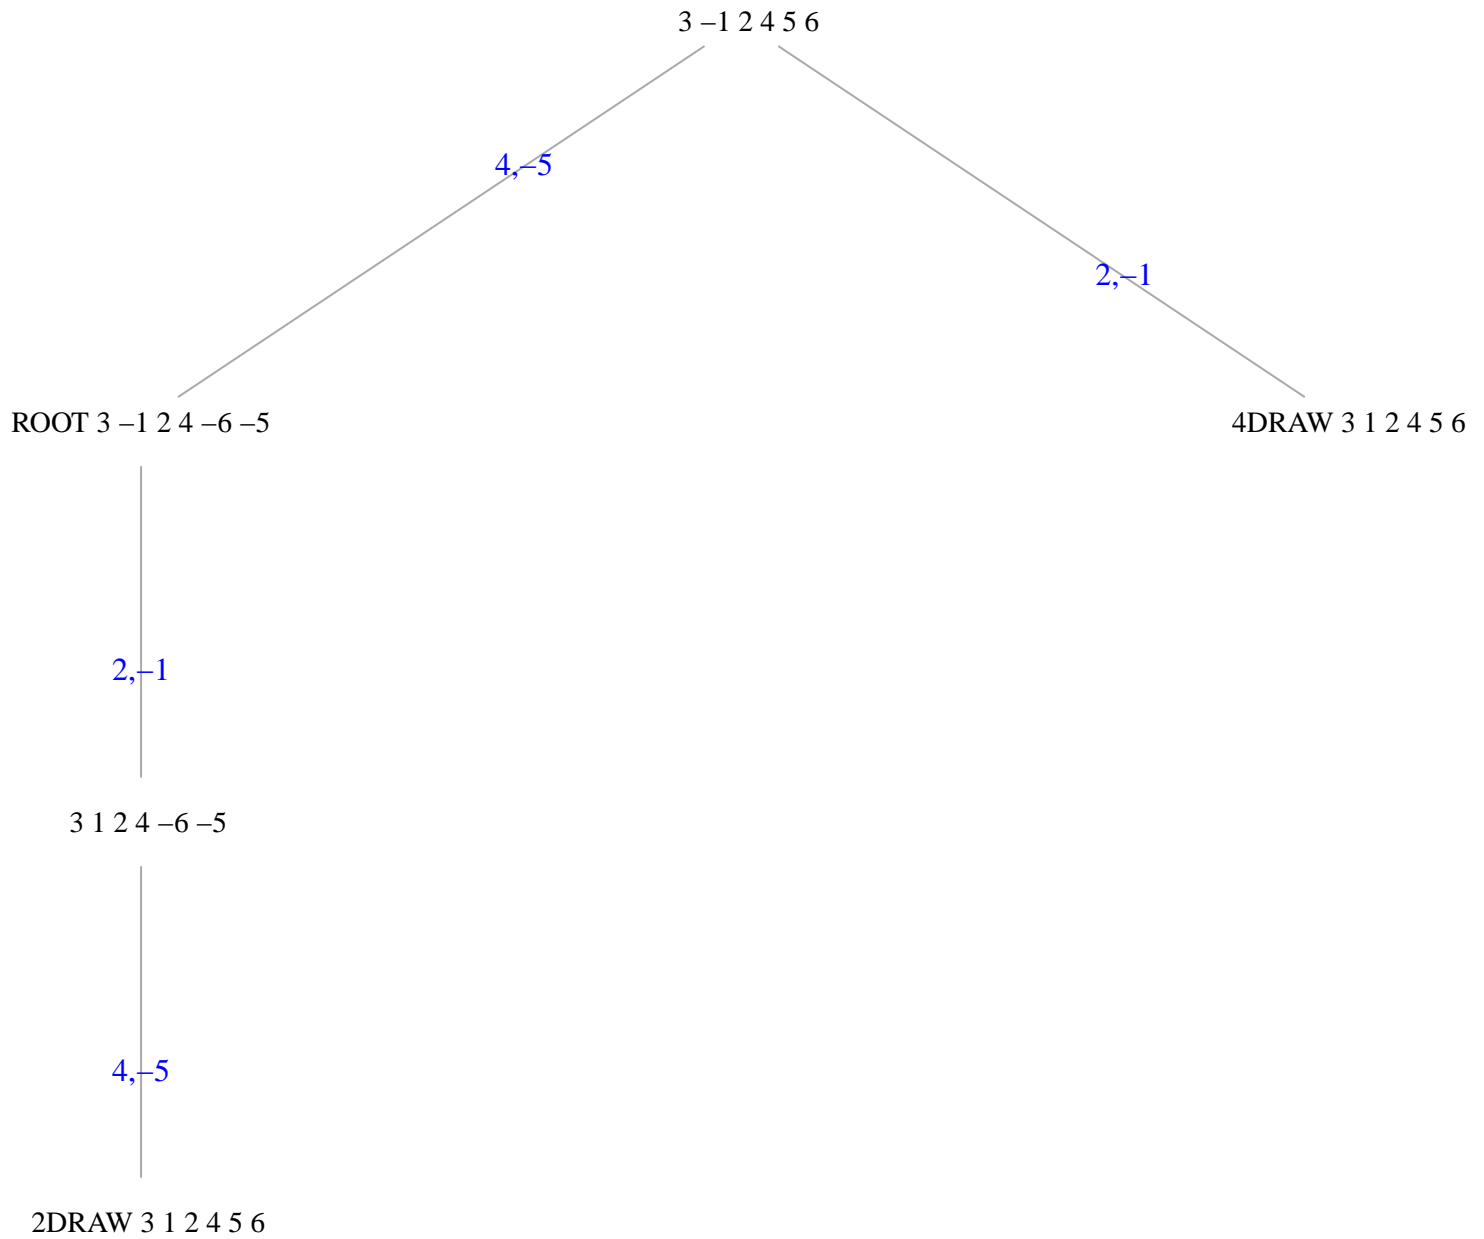 3 –1 2 4 5 6
4,–5
2,–1
ROOT 3 –1 2 4 –6 –5
4DRAW 3 1 2 4 5 6
2,–1
3 1 2 4 –6 –5
4,–5
2DRAW 3 1 2 4 5 6